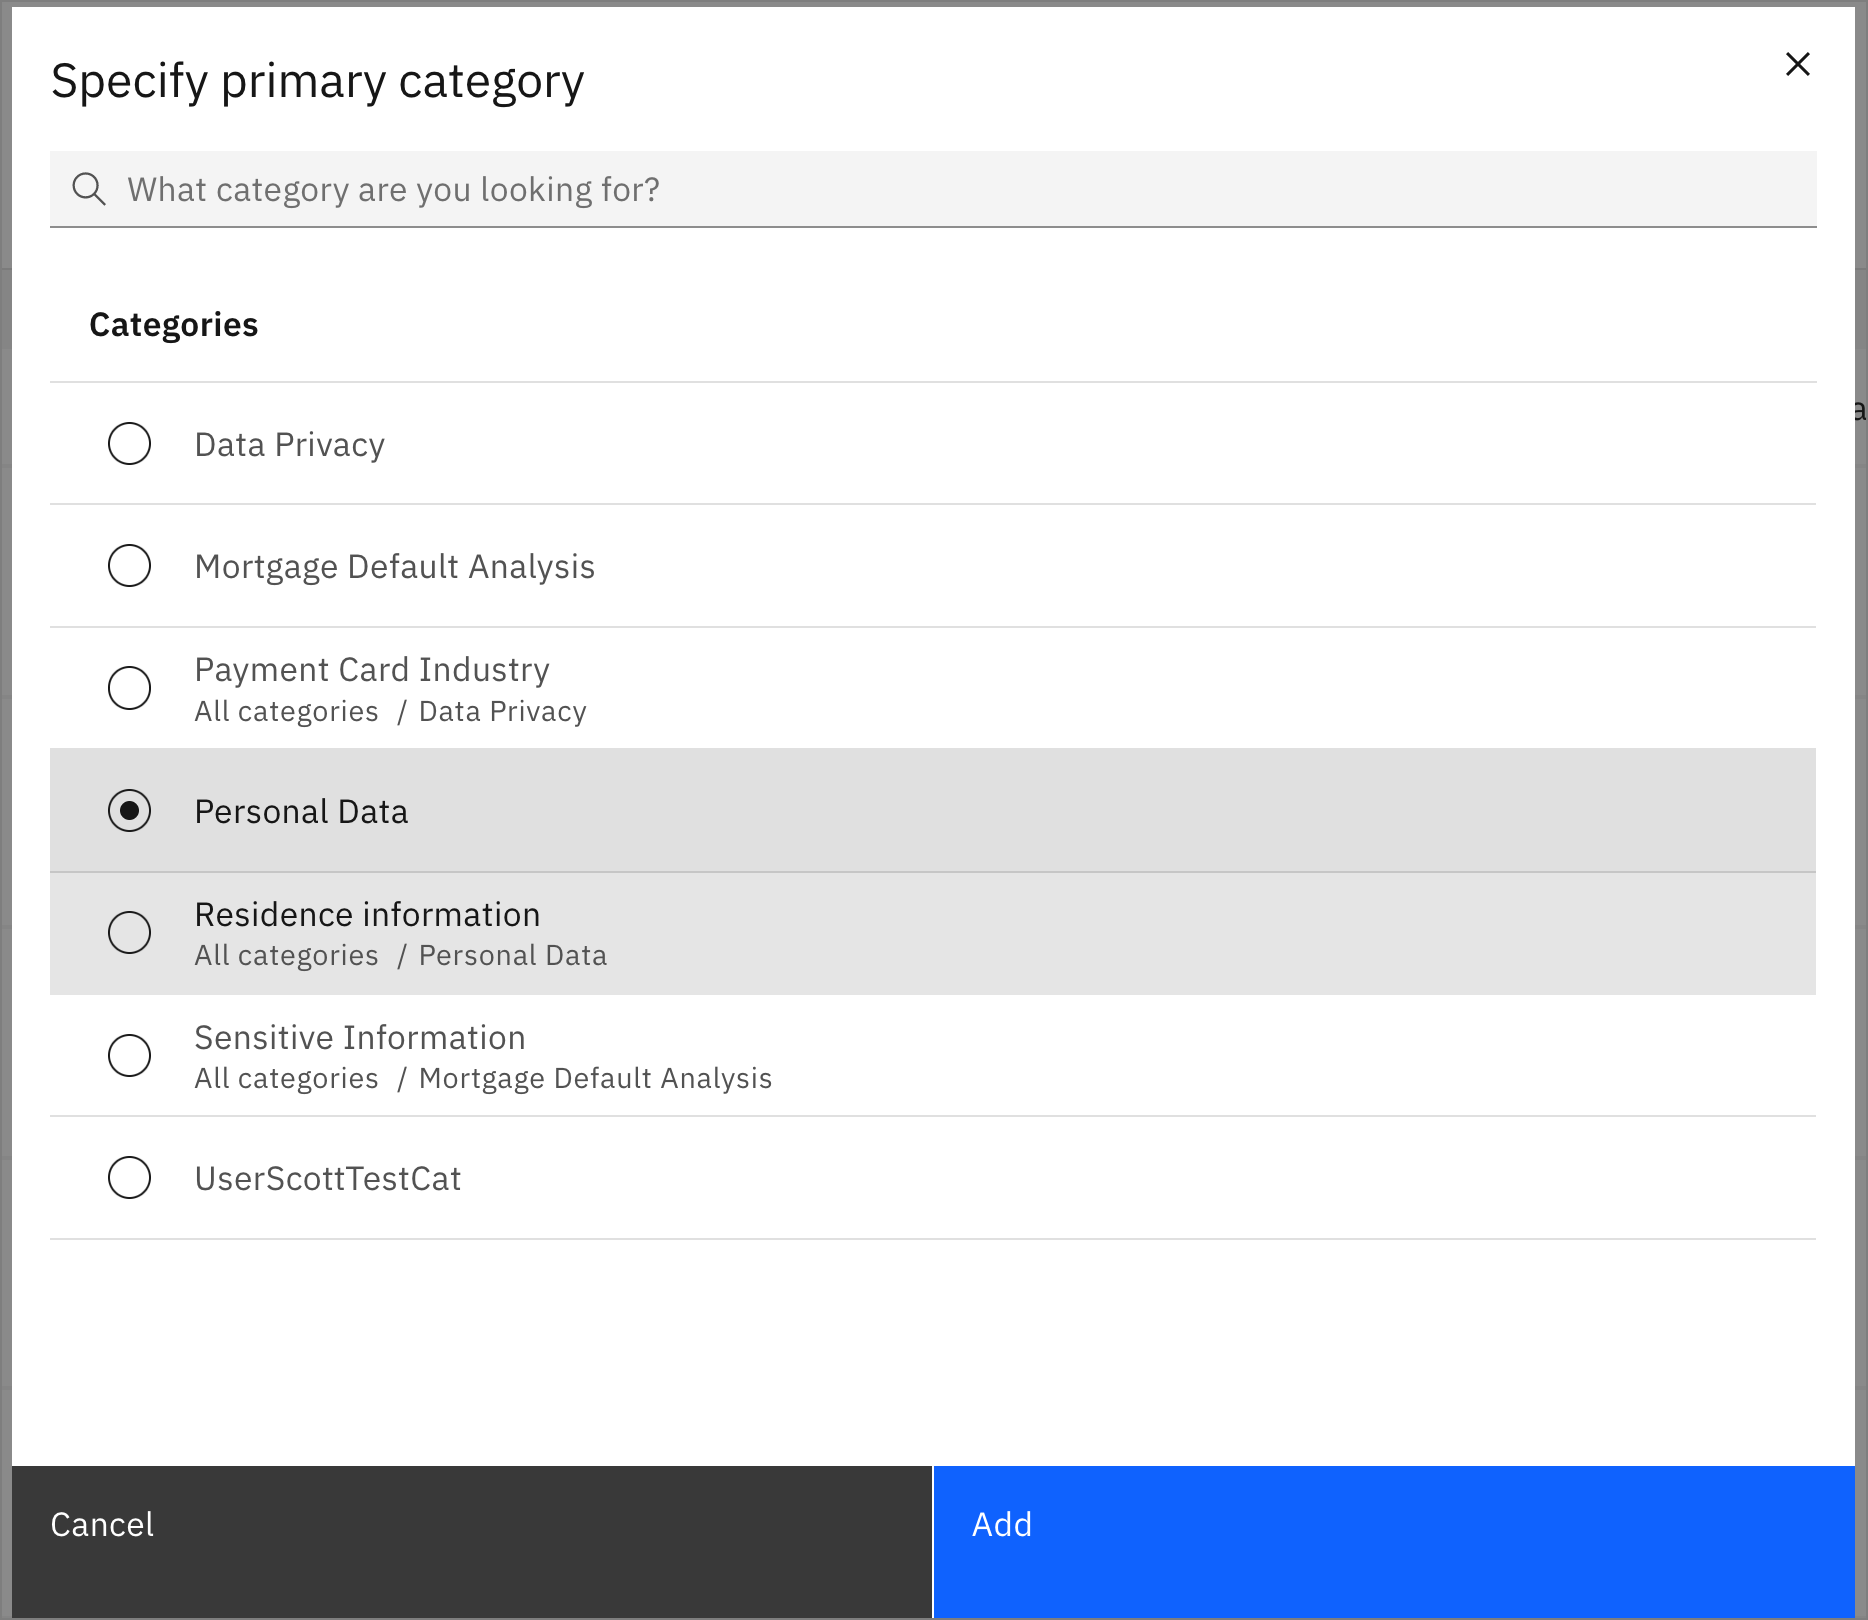 Specify primary category
What category are you looking for?
Categories
Data Privacy
Mortgage Default Analysis
Payment Card Industry
All categories / Data Privacy
Personal Data
Residence information
All categories / Personal Data
Sensitive Information
All categories / Mortgage Default Analysis
UserScottTestCat
Cancel
Add